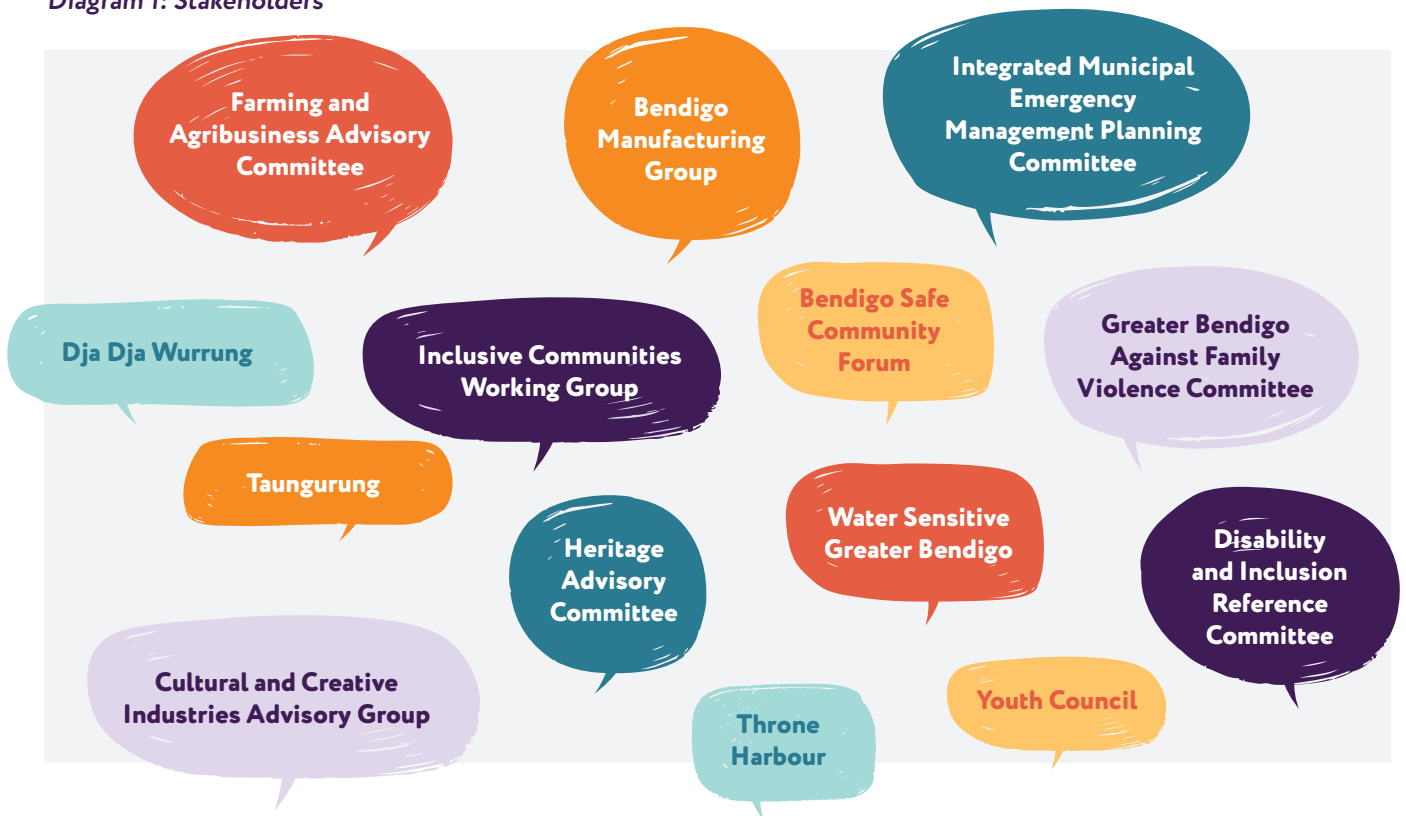 Diagram 1: Stakeholders
Farming and
Agribusiness Advisory
Committee
Bendigo
Manufacturing
Group
Integrated Municipal
Emergency
Management Planning
Committee
Dja Dja Wurrung
Inclusive Communities
Working Group
Bendigo Safe
Community
Forum
Greater Bendigo
Against Family
Violence Committee
Taungurung
Heritage
Advisory
Committee
Water Sensitive
Greater Bendigo
Disability
and Inclusion
Reference
Committee
Cultural and Creative
Industries Advisory Group
Throne
Harbour
Youth Council